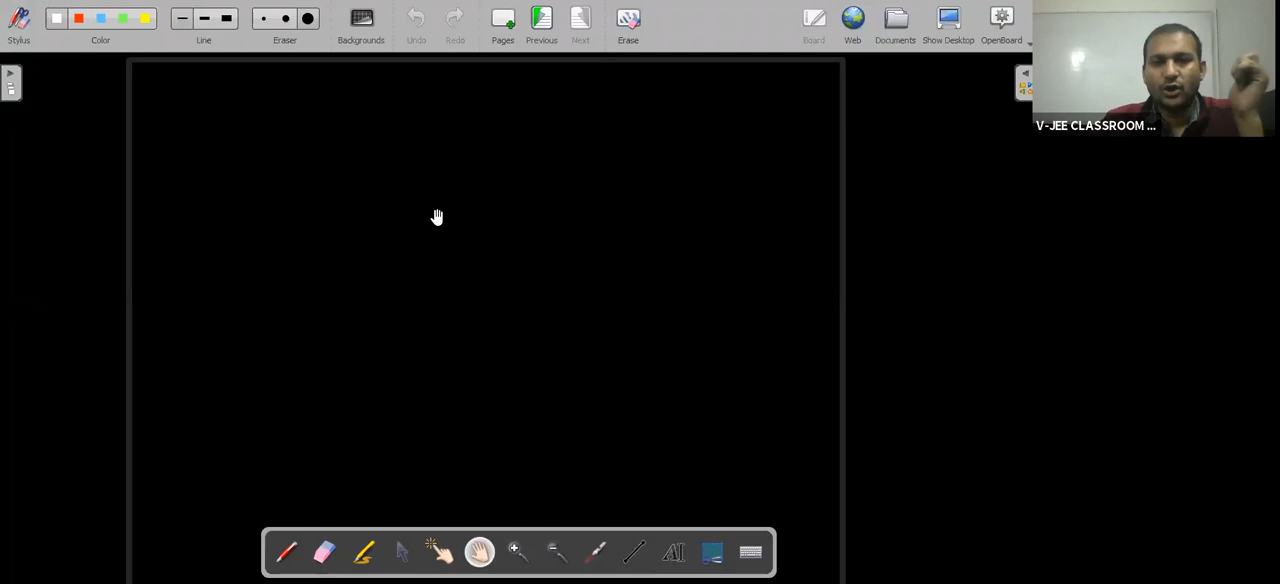 Stylus
Color
Line
Eraser
Backgrounds
Undo
Redo
Pages
Previous
Next
Erase
Board
Web
Documents
Show Desktop
OpenBoard
V-JEE CLASSROOM ...
AI